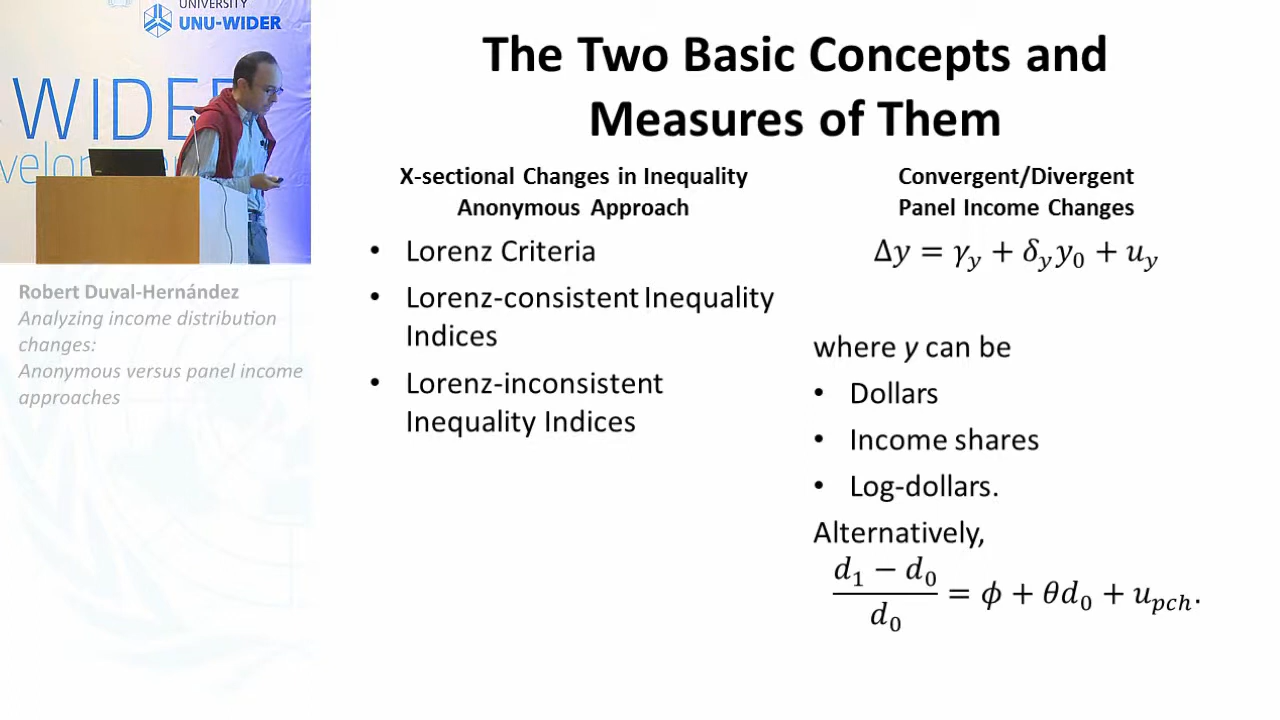 UNIVERSITY
UNU-WIDER
WIDER
The Two Basic Concepts and
Measures of Them
X-sectional Changes in Inequality
Anonymous Approach
• Lorenz Criteria
• Lorenz-consistent Inequality
Indices
• Lorenz-inconsistent
Inequality Indices
Convergent/Divergent
Panel Income Changes
Δy = γ_y + δ_y y_0 + u_y
where y can be
• Dollars
• Income shares
• Log-dollars.
Alternatively,
(d_1 − d_0)/d_0 = ϕ + θd_0 + u_{pch}.
Robert Duval-Hernández
Analyzing income distribution
changes:
Anonymous versus panel income
approaches